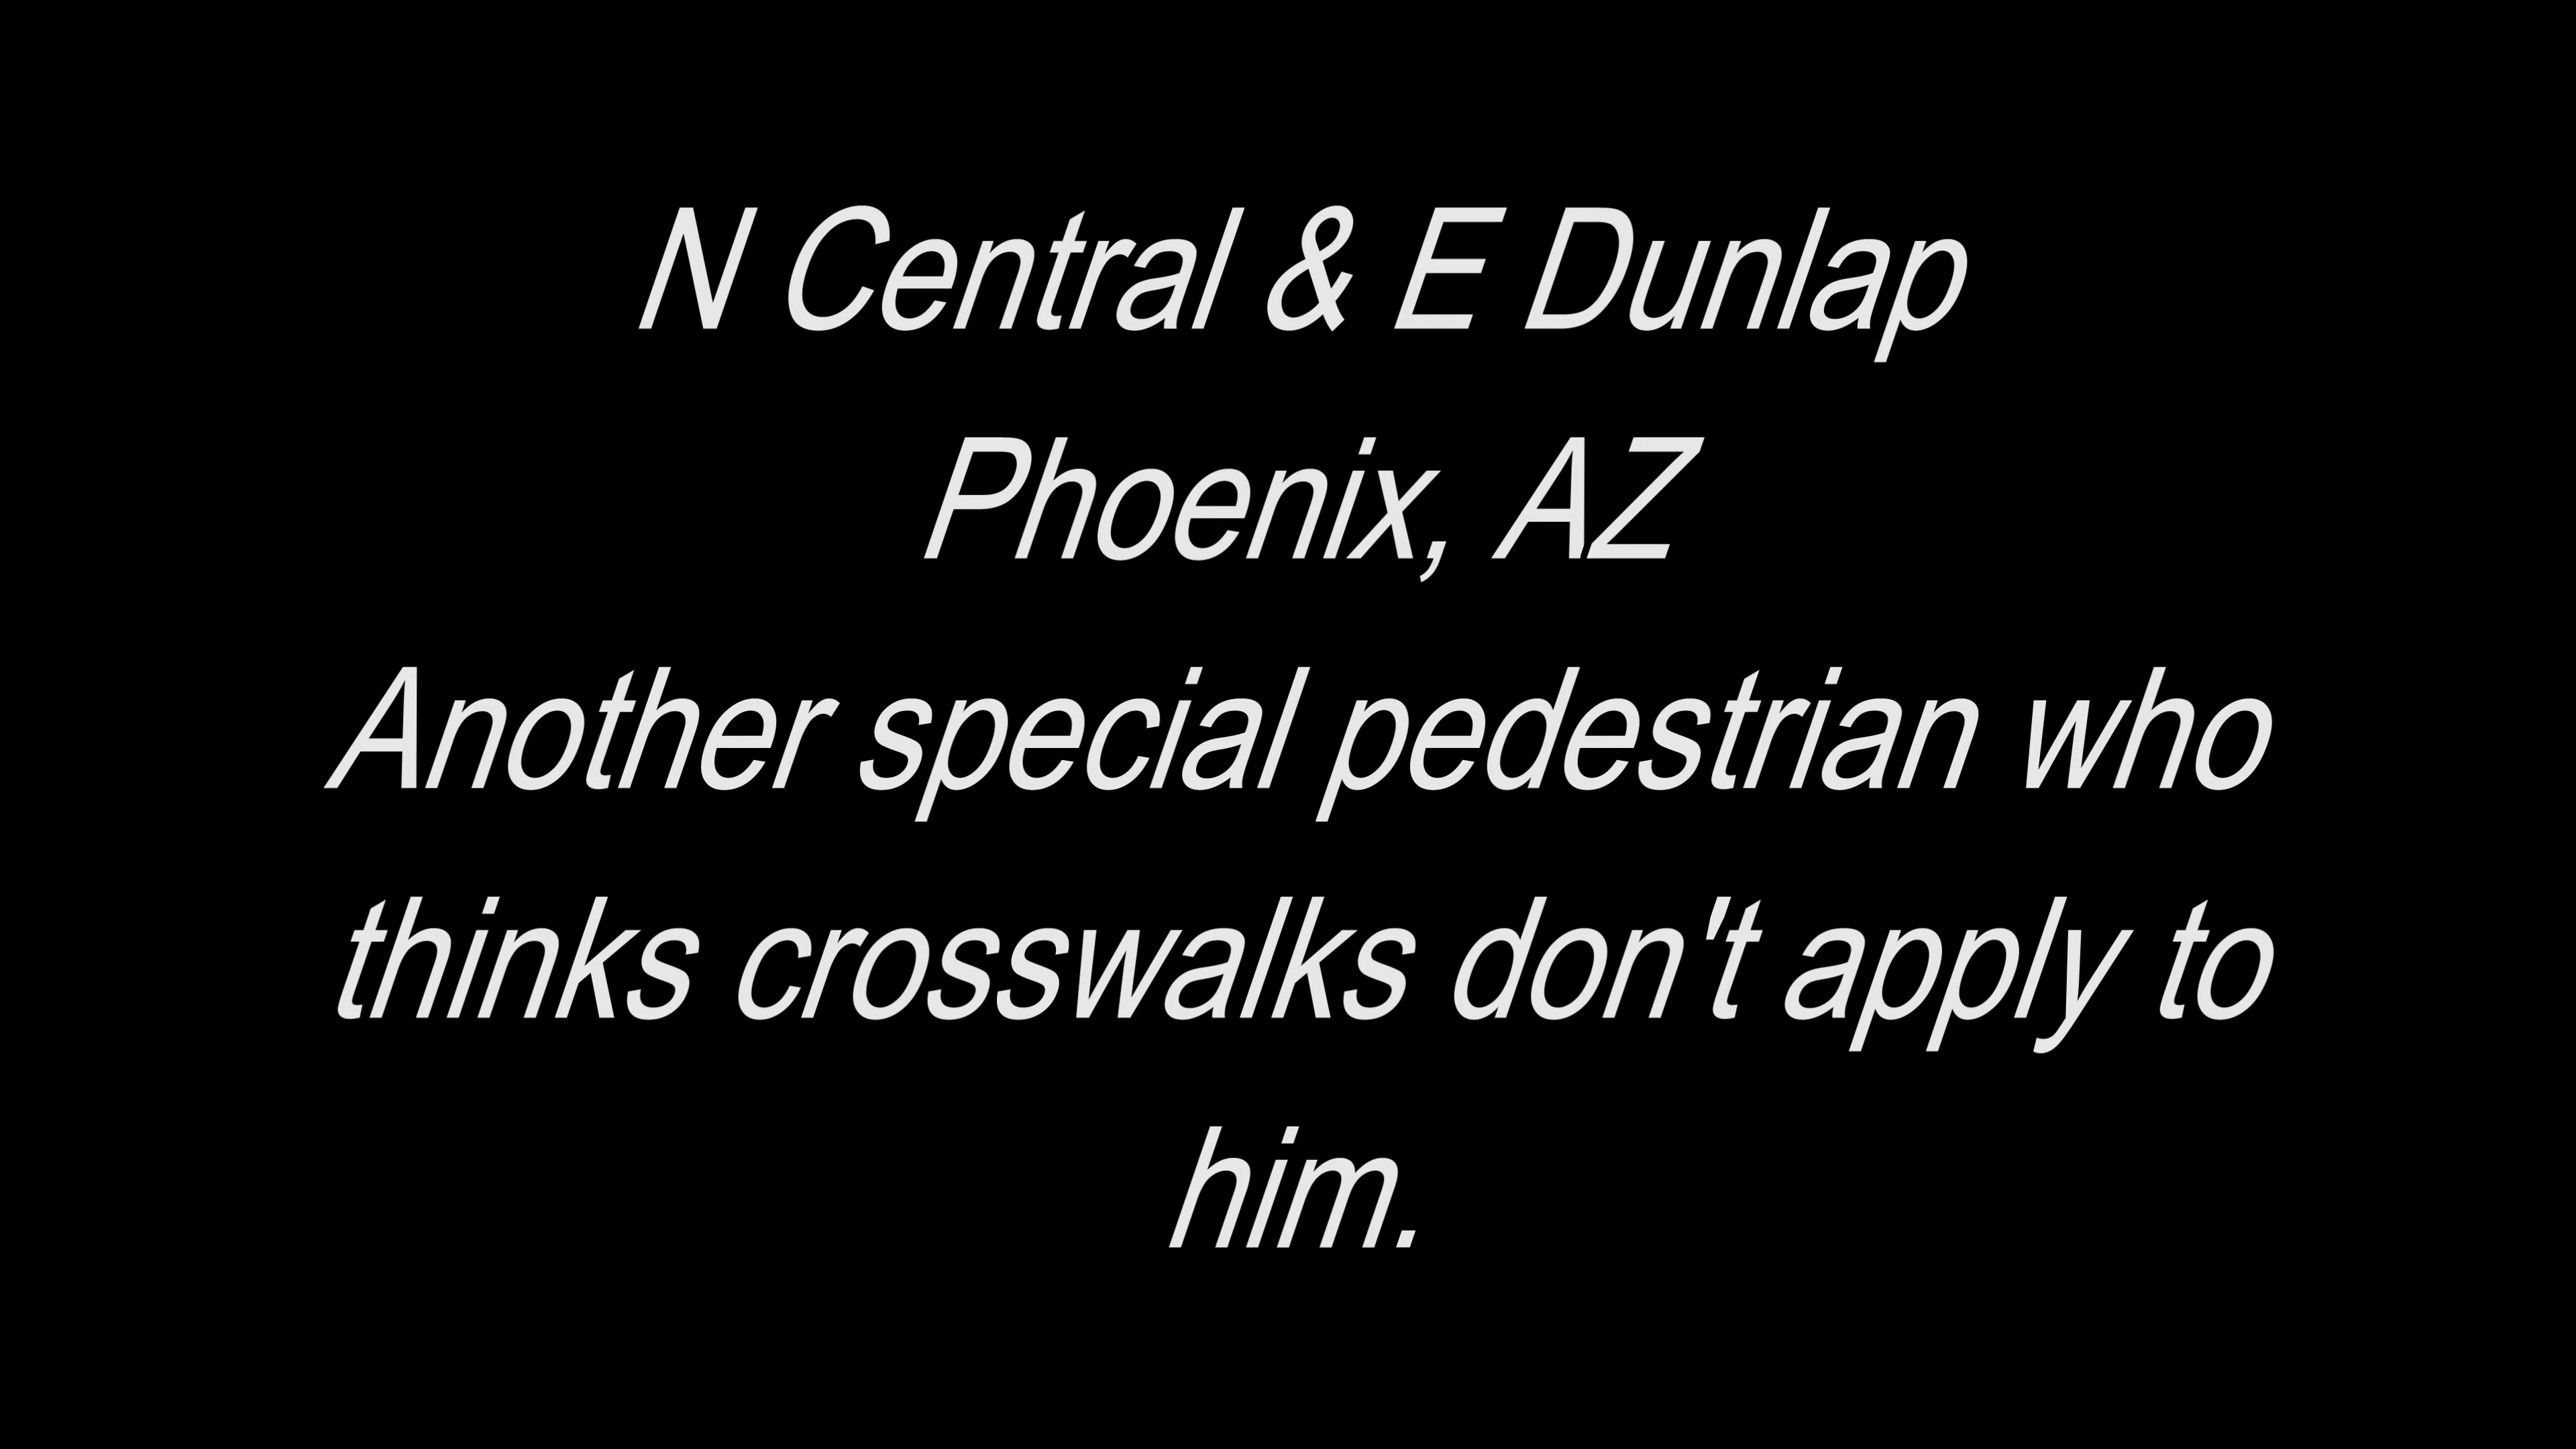 N Central & E Dunlap
Phoenix, AZ
Another special pedestrian who
thinks crosswalks don't apply to
him.